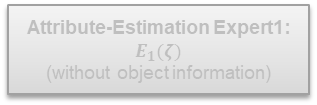 Attribute-Estimation Expert1:
E₁(ζ)
(without object information)